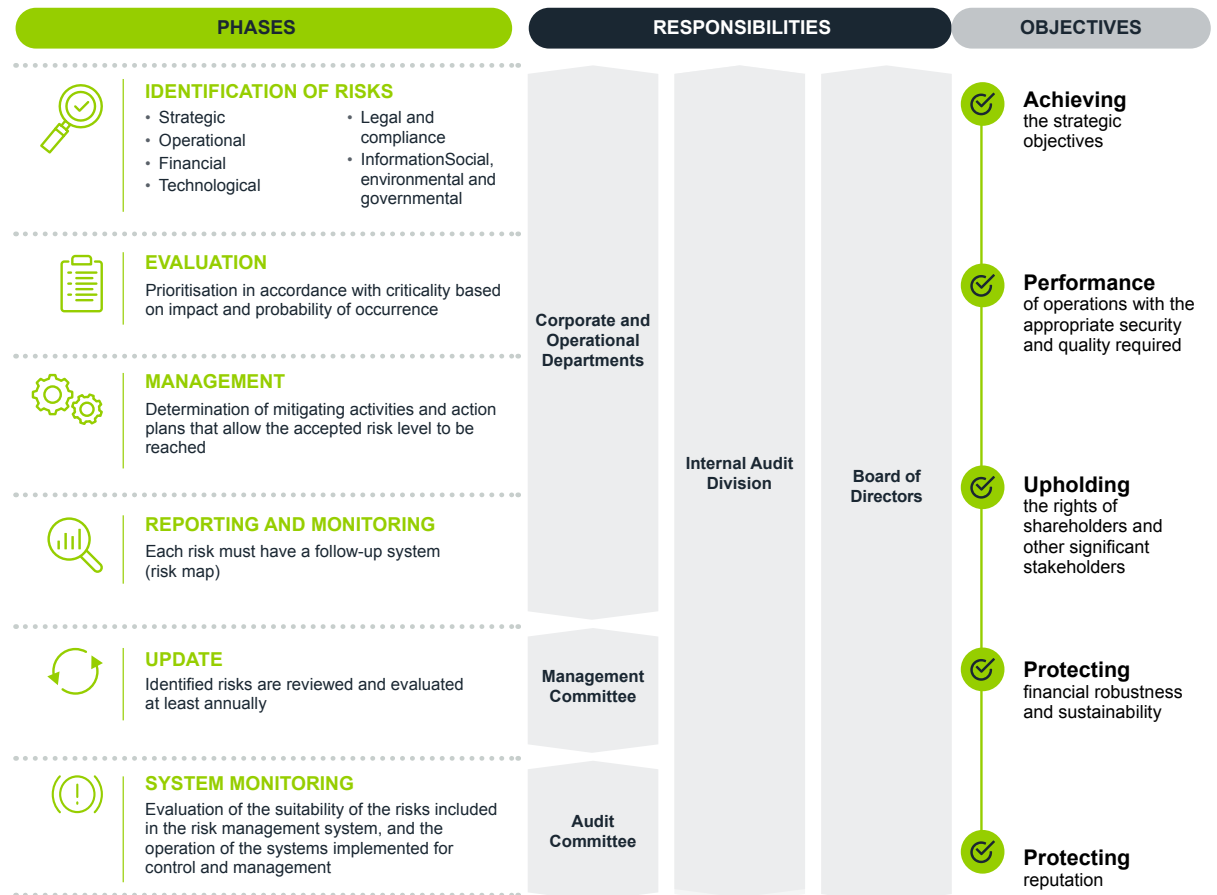 PHASES
RESPONSIBILITIES
OBJECTIVES
IDENTIFICATION OF RISKS
• Strategic
• Operational
• Financial
• Technological
• Legal and
compliance
• InformationSocial,
environmental and
governmental
EVALUATION
Prioritisation in accordance with criticality based
on impact and probability of occurrence
MANAGEMENT
Determination of mitigating activities and action
plans that allow the accepted risk level to be
reached
REPORTING AND MONITORING
Each risk must have a follow-up system
(risk map)
UPDATE
Identified risks are reviewed and evaluated
at least annually
SYSTEM MONITORING
Evaluation of the suitability of the risks included
in the risk management system, and the
operation of the systems implemented for
control and management
Corporate and
Operational
Departments
Management
Committee
Audit
Committee
Internal Audit
Division
Board of
Directors
Achieving
the strategic
objectives
Performance
of operations with the
appropriate security
and quality required
Upholding
the rights of
shareholders and
other significant
stakeholders
Protecting
financial robustness
and sustainability
Protecting
reputation